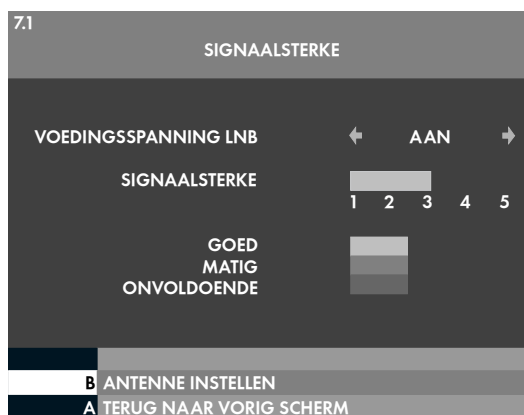 7.1
SIGNAALSTERKE
VOEDINGSSPANNING LNB AAN
SIGNAALSTERKE
1 2 3 4 5
GOED
MATIG
ONVOLDOENDE
B ANTENNE INSTELLEN
A TERUG NAAR VORIG SCHERM